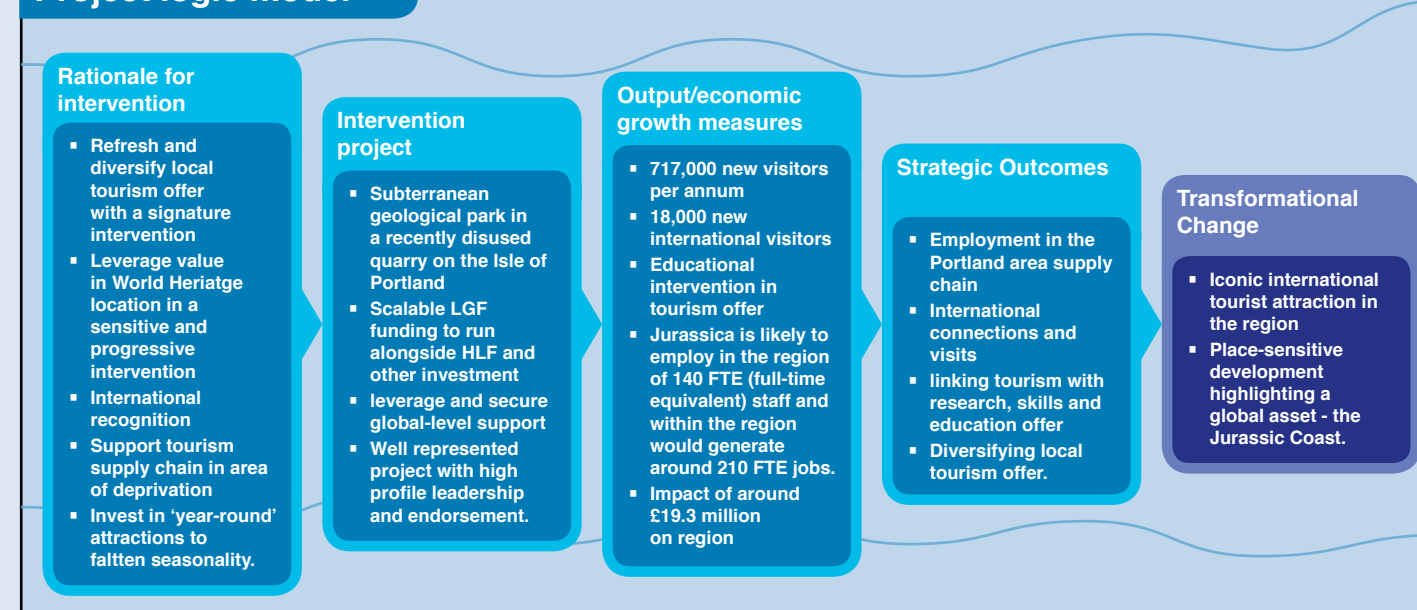 Project logic model
Rationale for
intervention
▪ Refresh and
diversify local
tourism offer
with a signature
intervention
▪ Leverage value
in World Heriatge
location in a
sensitive and
progressive
intervention
▪ International
recognition
▪ Support tourism
supply chain in area
of deprivation
▪ Invest in ‘year-round’
attractions to
faltten seasonality.
Intervention
project
▪ Subterranean
geological park in
a recently disused
quarry on the Isle of
Portland
▪ Scalable LGF
funding to run
alongside HLF and
other investment
▪ leverage and secure
global-level support
▪ Well represented
project with high
profile leadership
and endorsement.
Output/economic
growth measures
▪ 717,000 new visitors
per annum
▪ 18,000 new
international visitors
▪ Educational
intervention in
tourism offer
▪ Jurassica is likely to
employ in the region
of 140 FTE (full-time
equivalent) staff and
within the region
would generate
around 210 FTE jobs.
▪ Impact of around
£19.3 million
on region
Strategic Outcomes
▪ Employment in the
Portland area supply
chain
▪ International
connections and
visits
▪ linking tourism with
research, skills and
education offer
▪ Diversifying local
tourism offer.
Transformational
Change
▪ Iconic international
tourist attraction in
the region
▪ Place-sensitive
development
highlighting a
global asset - the
Jurassic Coast.